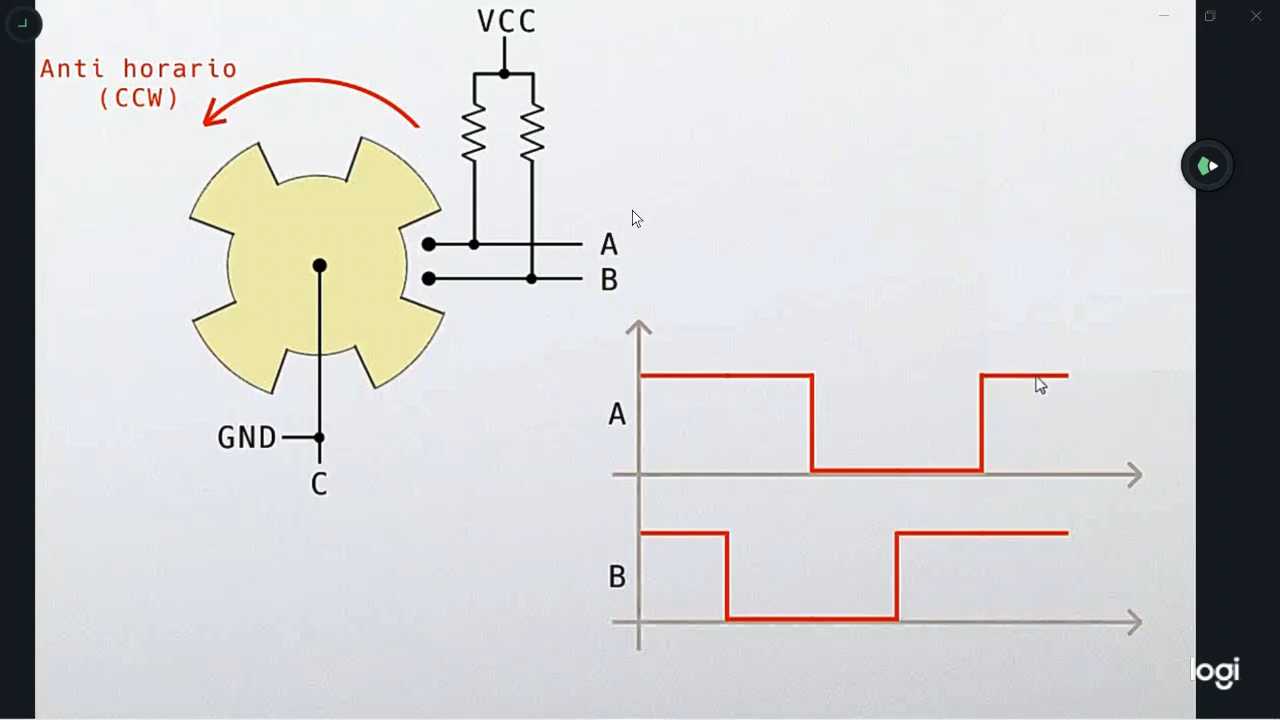 VCC
Anti horario
(CCW)
A
B
GND
C
A
B
logi